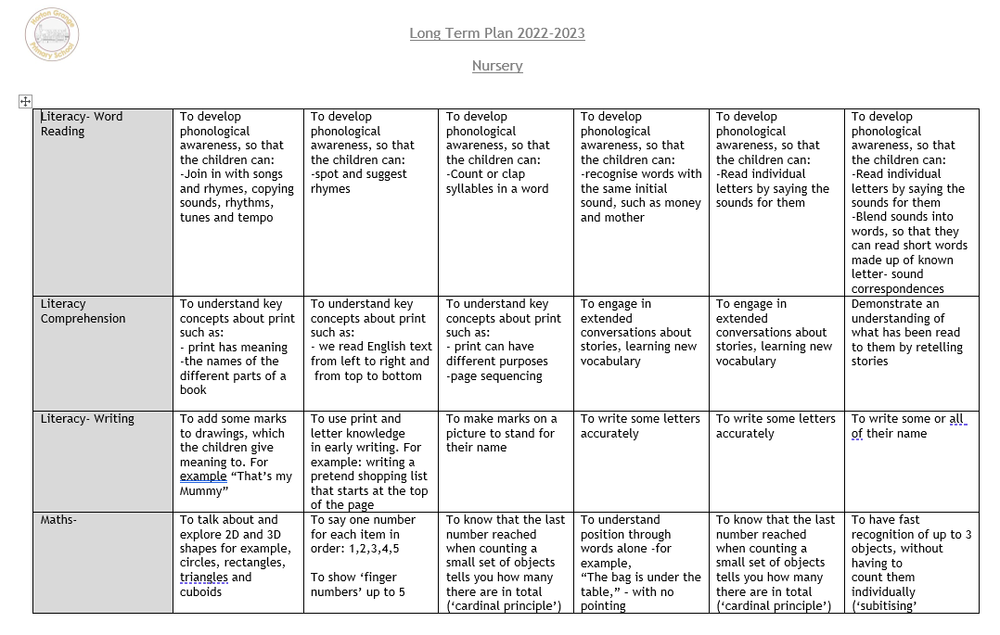 Horton Grange
Primary School
Long Term Plan 2022-2023
Nursery
Literacy- Word
Reading
To develop
phonological
awareness, so that
the children can:
-Join in with songs
and rhymes, copying
sounds, rhythms,
tunes and tempo
To develop
phonological
awareness, so that
the children can:
-spot and suggest
rhymes
To develop
phonological
awareness, so that
the children can:
-Count or clap
syllables in a word
To develop
phonological
awareness, so that
the children can:
-recognise words with
the same initial
sound, such as money
and mother
To develop
phonological
awareness, so that
the children can:
-Read individual
letters by saying the
sounds for them
To develop
phonological
awareness, so that
the children can:
-Read individual
letters by saying the
sounds for them
-Blend sounds into
words, so that they
can read short words
made up of known
letter- sound
correspondences
Literacy
Comprehension
To understand key
concepts about print
such as:
- print has meaning
-the names of the
different parts of a
book
To understand key
concepts about print
such as:
- we read English text
from left to right and
from top to bottom
To understand key
concepts about print
such as:
- print can have
different purposes
-page sequencing
To engage in
extended
conversations about
stories, learning new
vocabulary
To engage in
extended
conversations about
stories, learning new
vocabulary
Demonstrate an
understanding of
what has been read
to them by retelling
stories
Literacy- Writing
To add some marks
to drawings, which
the children give
meaning to. For
example “That’s my
Mummy”
To use print and
letter knowledge
in early writing. For
example: writing a
pretend shopping list
that starts at the top
of the page
To make marks on a
picture to stand for
their name
To write some letters
accurately
To write some letters
accurately
To write some or all
of their name
Maths-
To talk about and
explore 2D and 3D
shapes for example,
circles, rectangles,
triangles and
cuboids
To say one number
for each item in
order: 1,2,3,4,5
To show ‘finger
numbers’ up to 5
To know that the last
number reached
when counting a
small set of objects
tells you how many
there are in total
(‘cardinal principle’)
To understand
position through
words alone -for
example,
“The bag is under the
table,” - with no
pointing
To know that the last
number reached
when counting a
small set of objects
tells you how many
there are in total
(‘cardinal principle’)
To have fast
recognition of up to 3
objects, without
having to
count them
individually
(‘subitising’